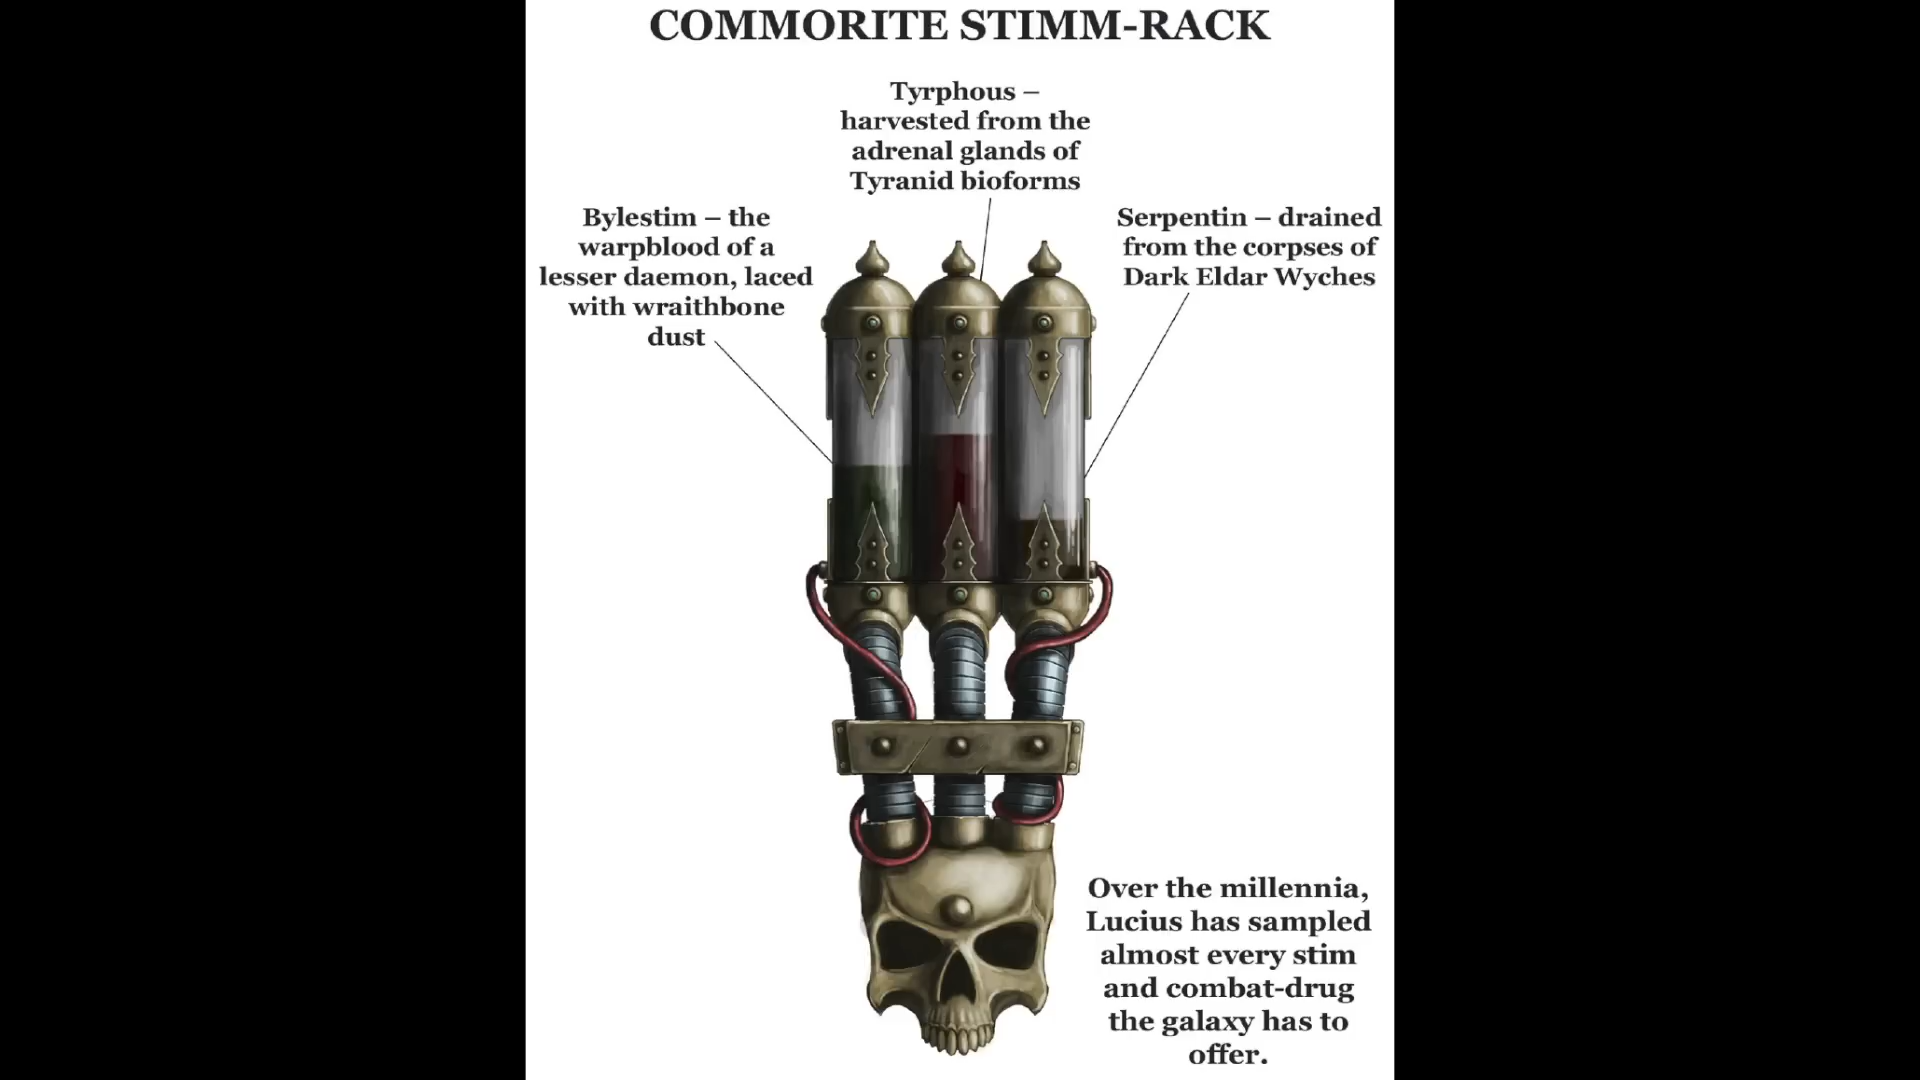 COMMORITE STIMM-RACK
Tyrphous –
harvested from the
adrenal glands of
Tyranid bioforms
Bylestim – the
warpblood of a
lesser daemon, laced
with wraithbone
dust
Serpentin – drained
from the corpses of
Dark Eldar Wyches
Over the millennia,
Lucius has sampled
almost every stim
and combat-drug
the galaxy has to
offer.